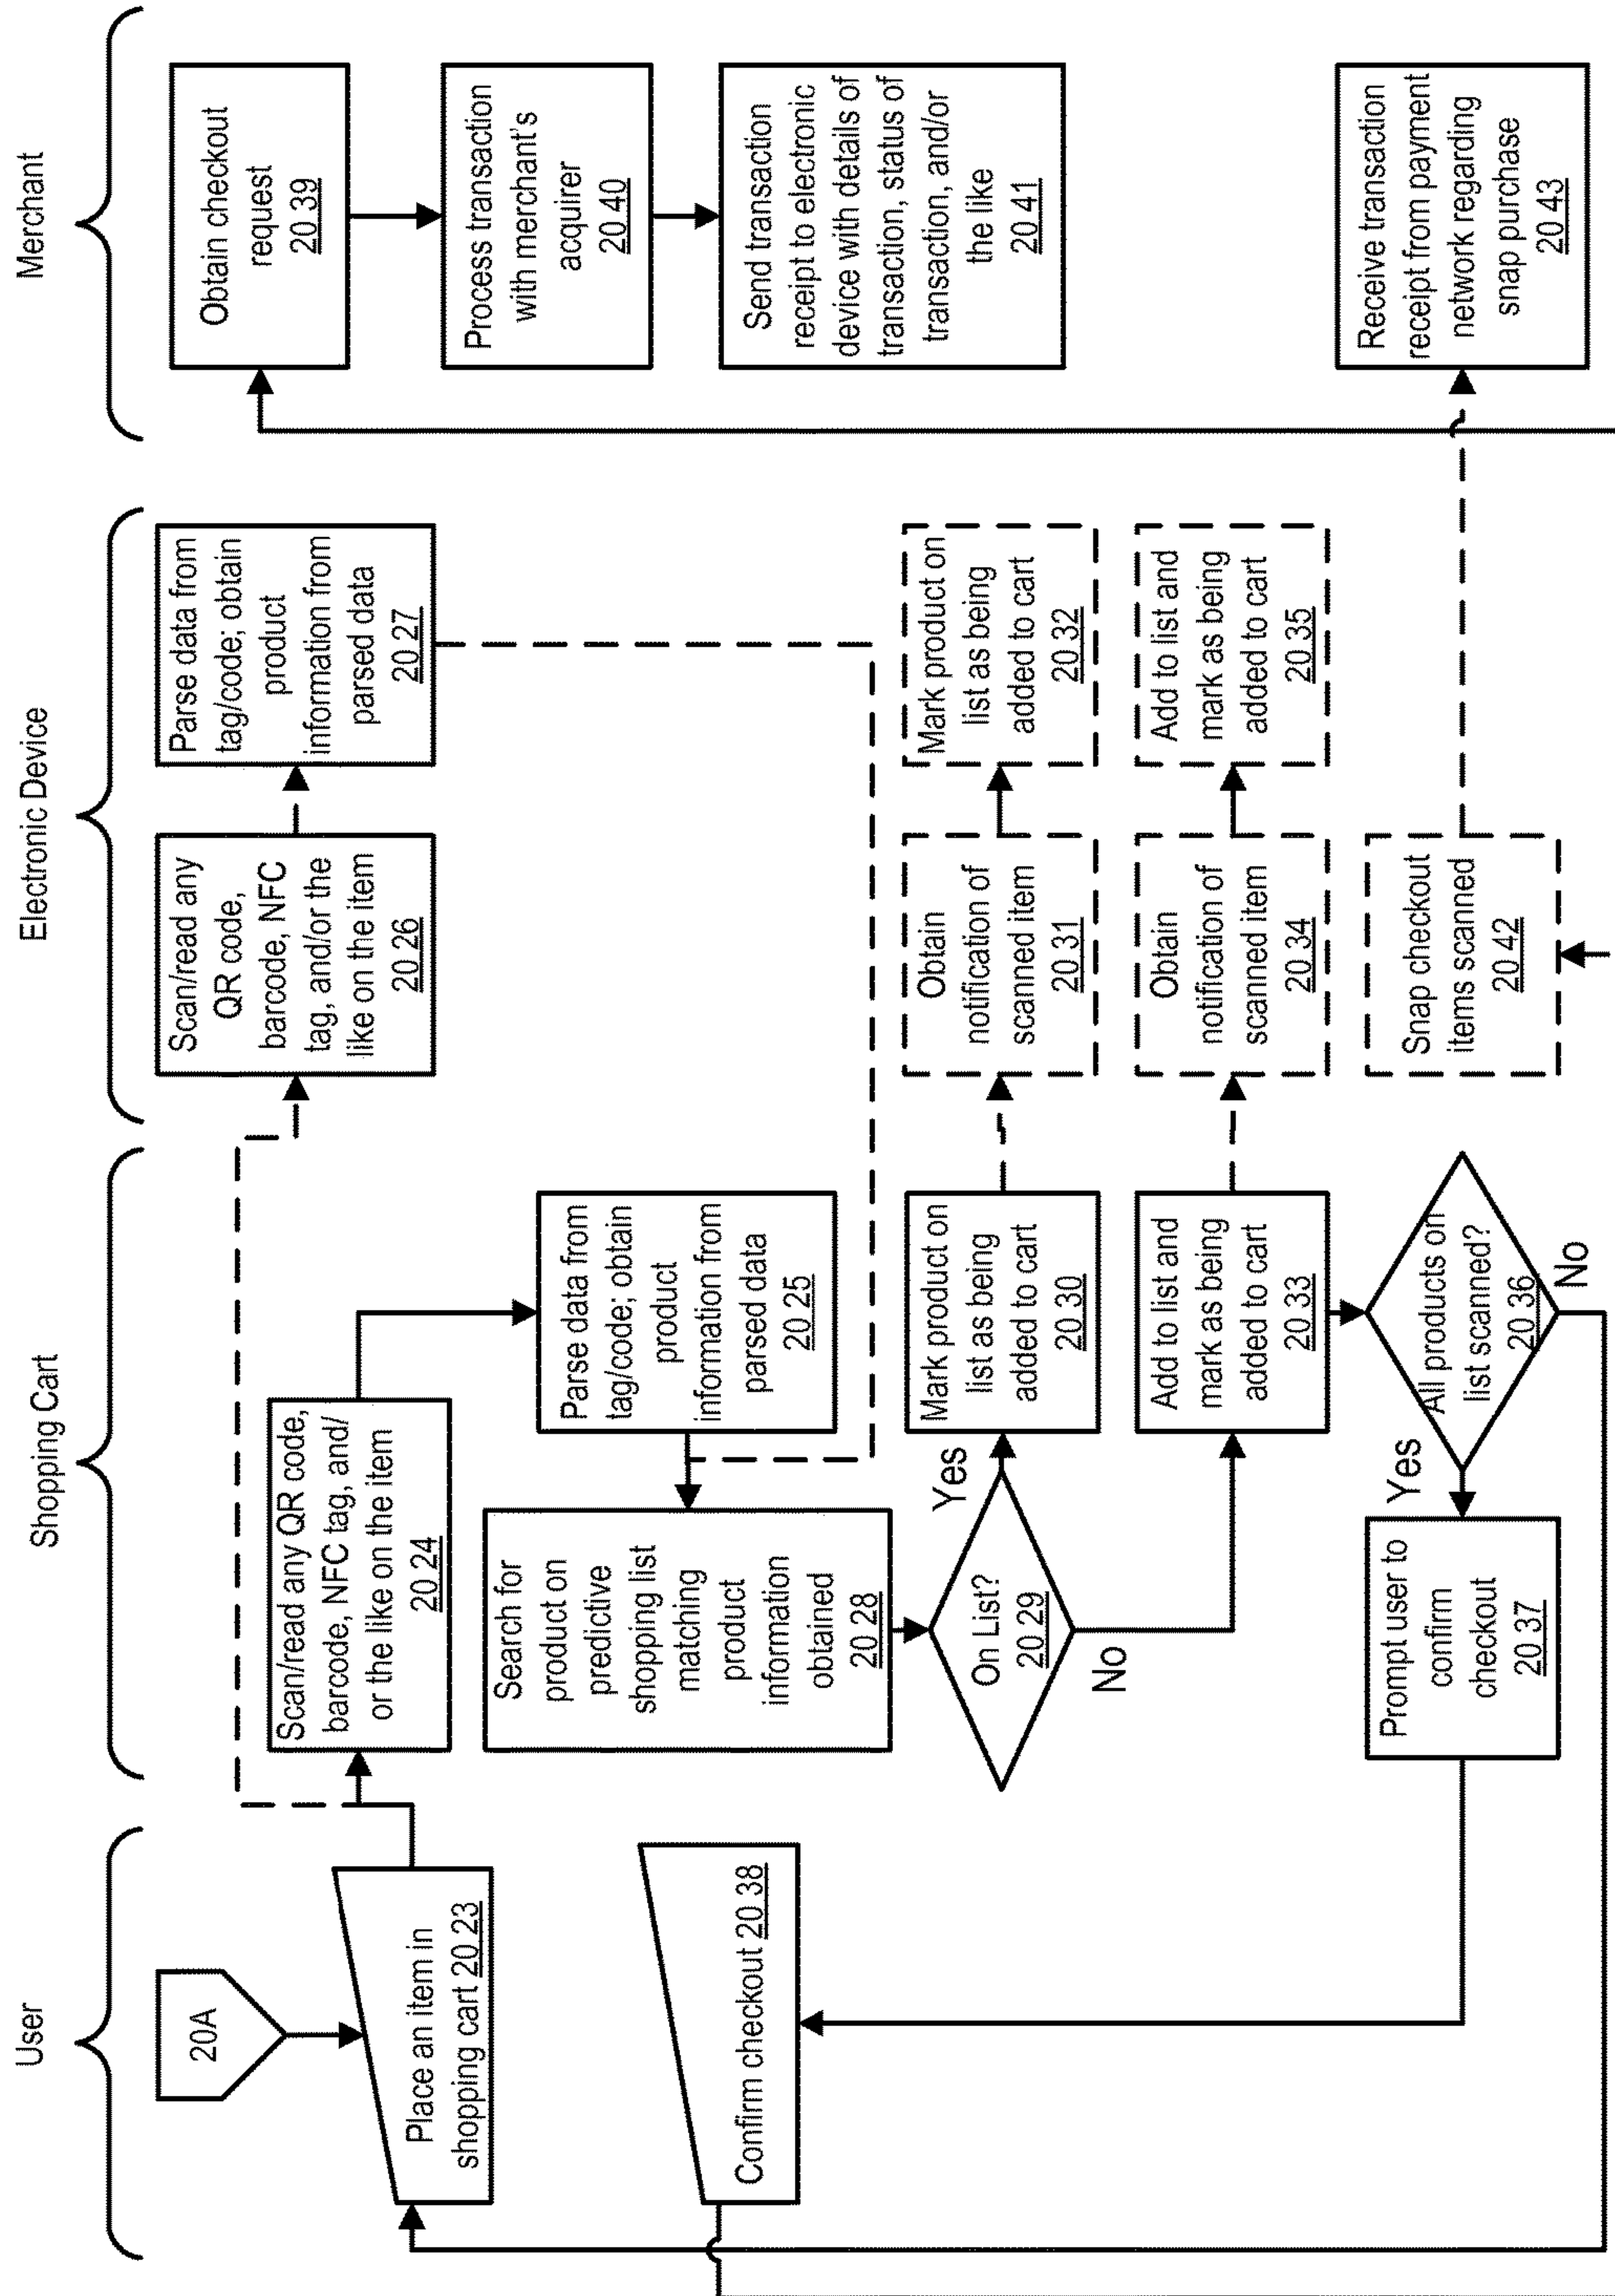 User
20A
Place an item in
shopping cart 20 23
Confirm checkout 20 38
Shopping Cart
Scan/read any QR code,
barcode, NFC tag, and/
or the like on the item
20 24
Parse data from
tag/code; obtain
product
information from
parsed data
20 25
Search for
product on
predictive
shopping list
matching
product
information
obtained
20 28
On List?
20 29
Yes
No
Mark product on
list as being
added to cart
20 30
Add to list and
mark as being
added to cart
20 33
All products on
list scanned?
20 36
Yes
No
Prompt user to
confirm
checkout
20 37
Electronic Device
Scan/read any
QR code,
barcode, NFC
tag, and/or the
like on the item
20 26
Parse data from
tag/code; obtain
product
information from
parsed data
20 27
Obtain
notification of
scanned item
20 31
Mark product on
list as being
added to cart
20 32
Obtain
notification of
scanned item
20 34
Add to list and
mark as being
added to cart
20 35
Snap checkout
items scanned
20 42
Merchant
Obtain checkout
request
20 39
Process transaction
with merchant's
acquirer
20 40
Send transaction
receipt to electronic
device with details of
transaction, status of
transaction, and/or
the like
20 41
Receive transaction
receipt from payment
network regarding
snap purchase
20 43